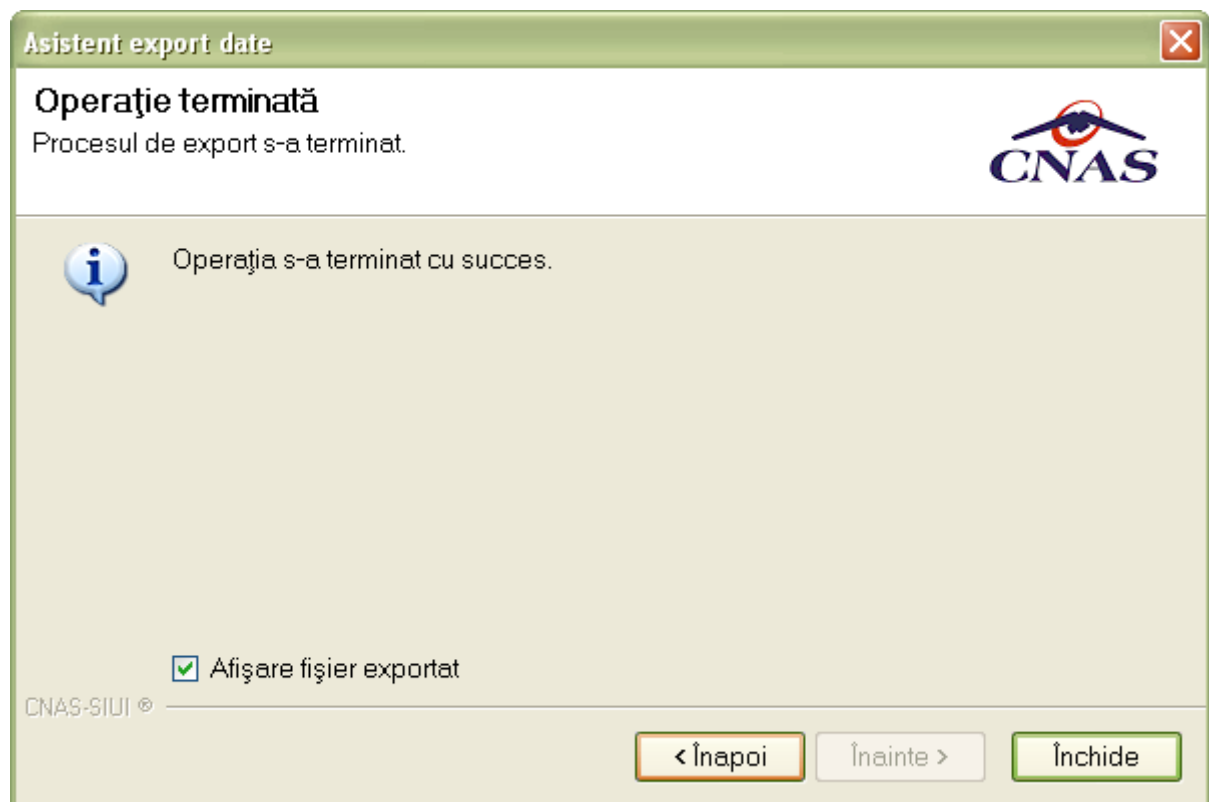 Asistent export date
Operaţie terminată
Procesul de export s-a terminat.
CNAS
Operaţia s-a terminat cu succes.
Afişare fişier exportat
CNAS-SIUI ®
< Înapoi
Înainte >
Închide